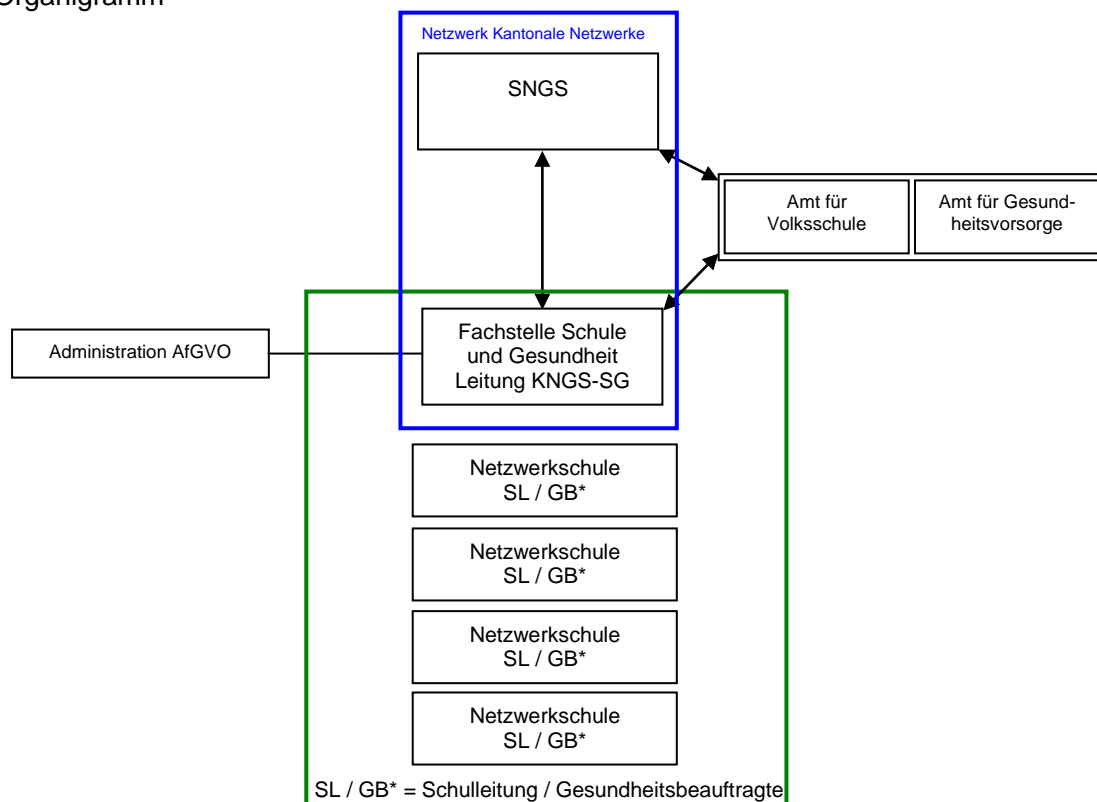 Organigramm
Netzwerk Kantonale Netzwerke
SNGS
Amt für
Volksschule
Amt für Gesund-
heitsvorsorge
Administration AfGVO
Fachstelle Schule
und Gesundheit
Leitung KNGS-SG
Netzwerkschule
SL / GB*
Netzwerkschule
SL / GB*
Netzwerkschule
SL / GB*
Netzwerkschule
SL / GB*
SL / GB* = Schulleitung / Gesundheitsbeauftragte